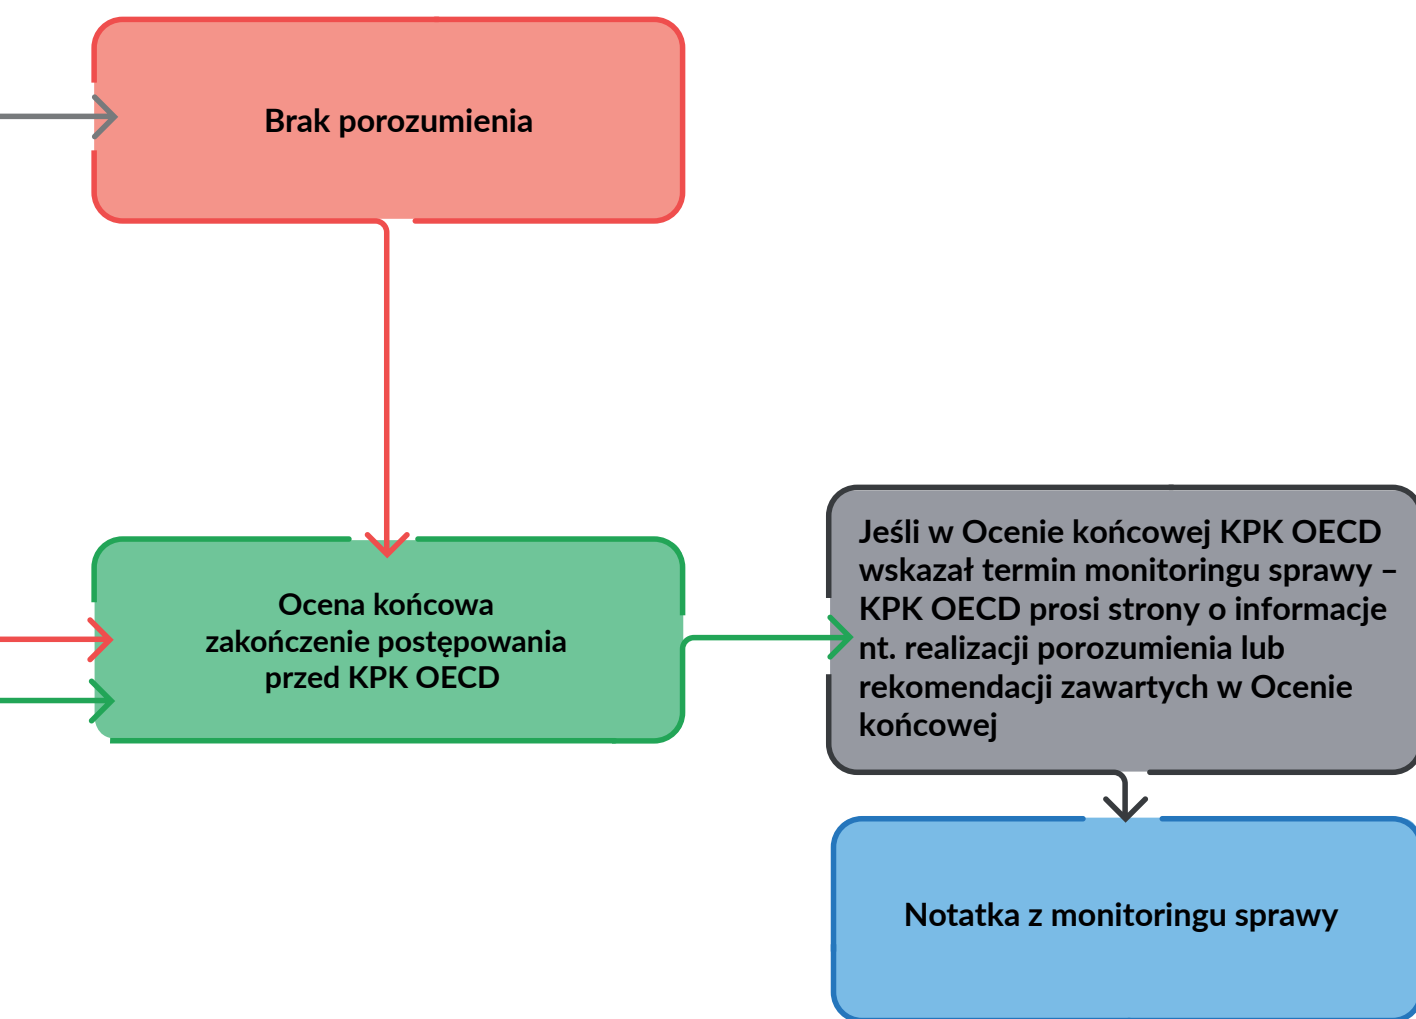 Brak porozumienia
Ocena końcowa
zakończenie postępowania
przed KPK OECD
Jeśli w Ocenie końcowej KPK OECD
wskazał termin monitoringu sprawy –
KPK OECD prosi strony o informacje
nt. realizacji porozumienia lub
rekomendacji zawartych w Ocenie
końcowej
Notatka z monitoringu sprawy